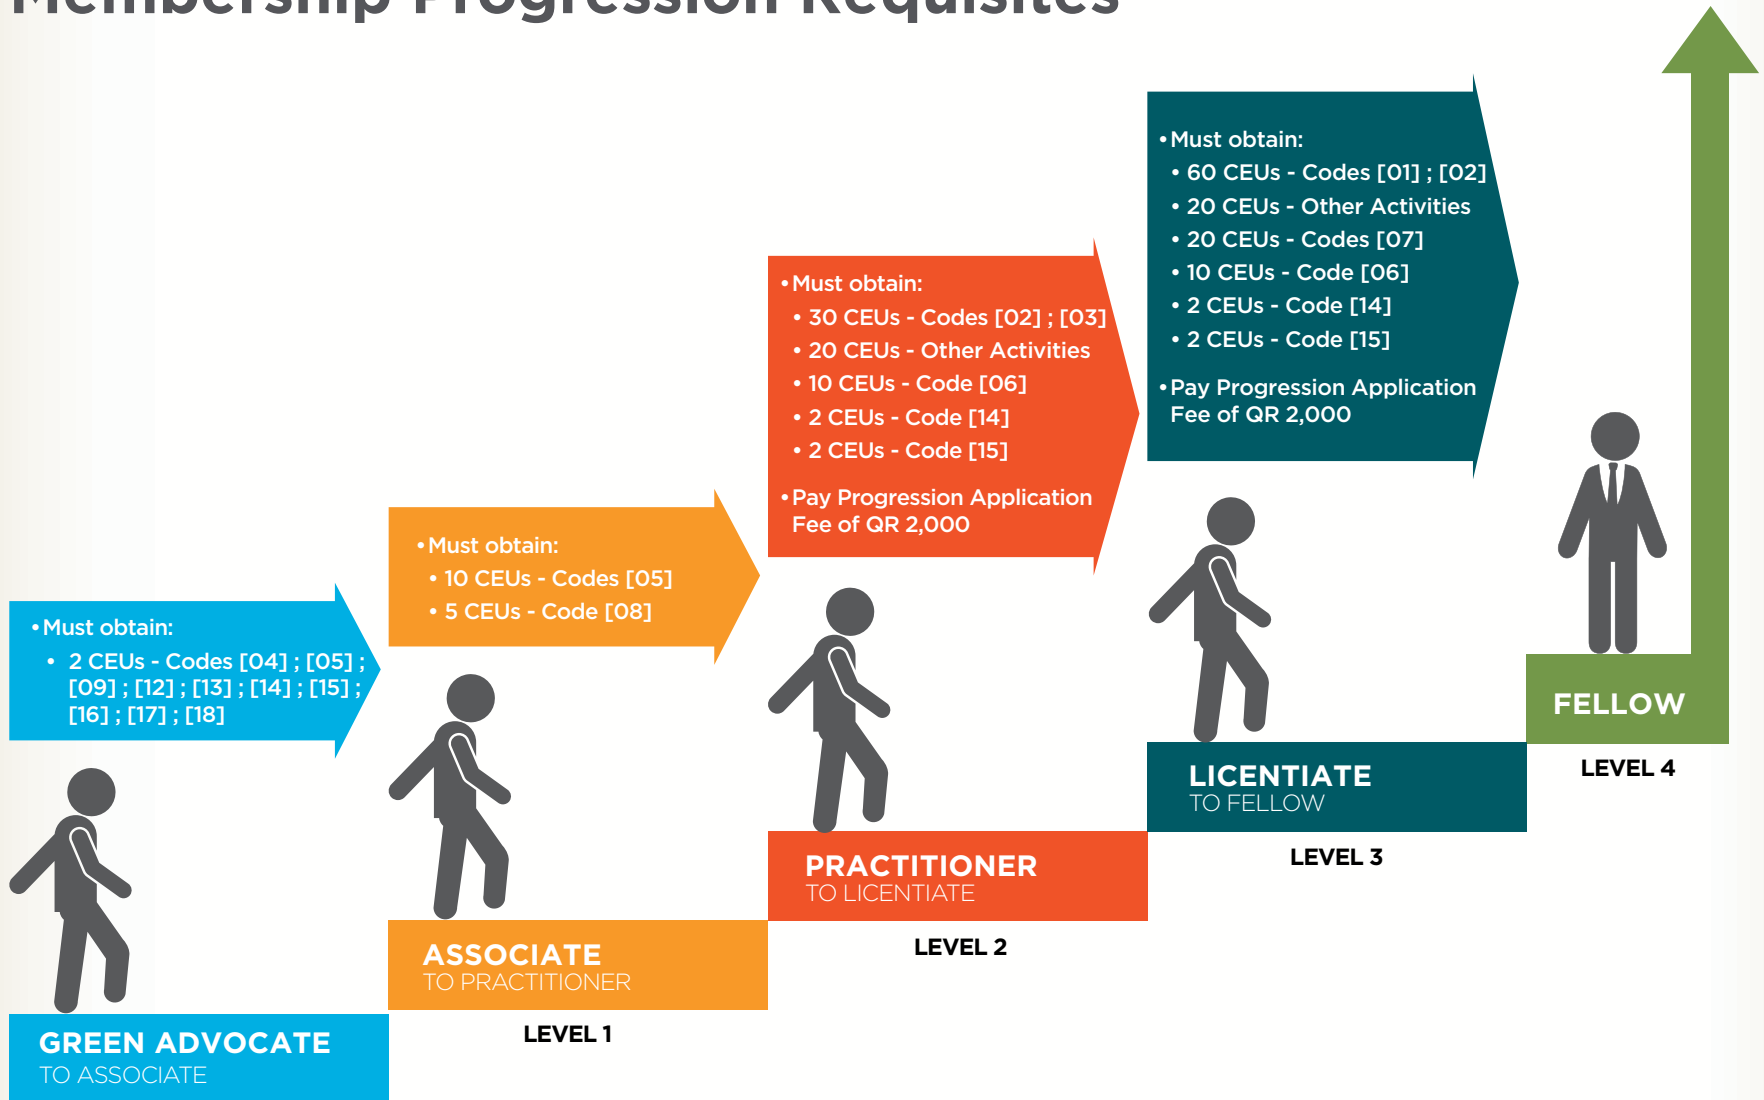 Membership Progression Requisites
•Must obtain:
• 2 CEUs - Codes [04] ; [05] ;
[09] ; [12] ; [13] ; [14] ; [15] ;
[16] ; [17] ; [18]
GREEN ADVOCATE
TO ASSOCIATE
•Must obtain:
• 10 CEUs - Codes [05]
• 5 CEUs - Code [08]
ASSOCIATE
TO PRACTITIONER
LEVEL 1
•Must obtain:
• 30 CEUs - Codes [02] ; [03]
• 20 CEUs - Other Activities
• 10 CEUs - Code [06]
• 2 CEUs - Code [14]
• 2 CEUs - Code [15]
•Pay Progression Application
Fee of QR 2,000
PRACTITIONER
TO LICENTIATE
LEVEL 2
•Must obtain:
• 60 CEUs - Codes [01] ; [02]
• 20 CEUs - Other Activities
• 20 CEUs - Codes [07]
• 10 CEUs - Code [06]
• 2 CEUs - Code [14]
• 2 CEUs - Code [15]
•Pay Progression Application
Fee of QR 2,000
LICENTIATE
TO FELLOW
LEVEL 3
FELLOW
LEVEL 4